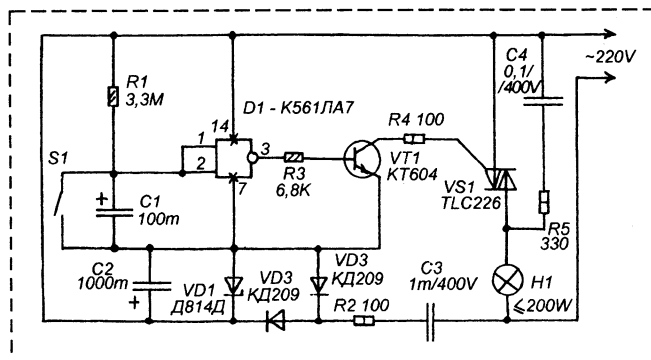 R1
3,3M
S1
+
C1
100m
C2
1000m
+
14
1
2
3
7
D1 - К561ЛА7
R3
6,8K
R4 100
VT1
КТ604
VS1
TLC226
C4
0,1/
/400V
~220V
R5
330
H1
≤200W
VD1
Д814Д
VD3
КД209
VD3
КД209
R2 100
C3
1m/400V